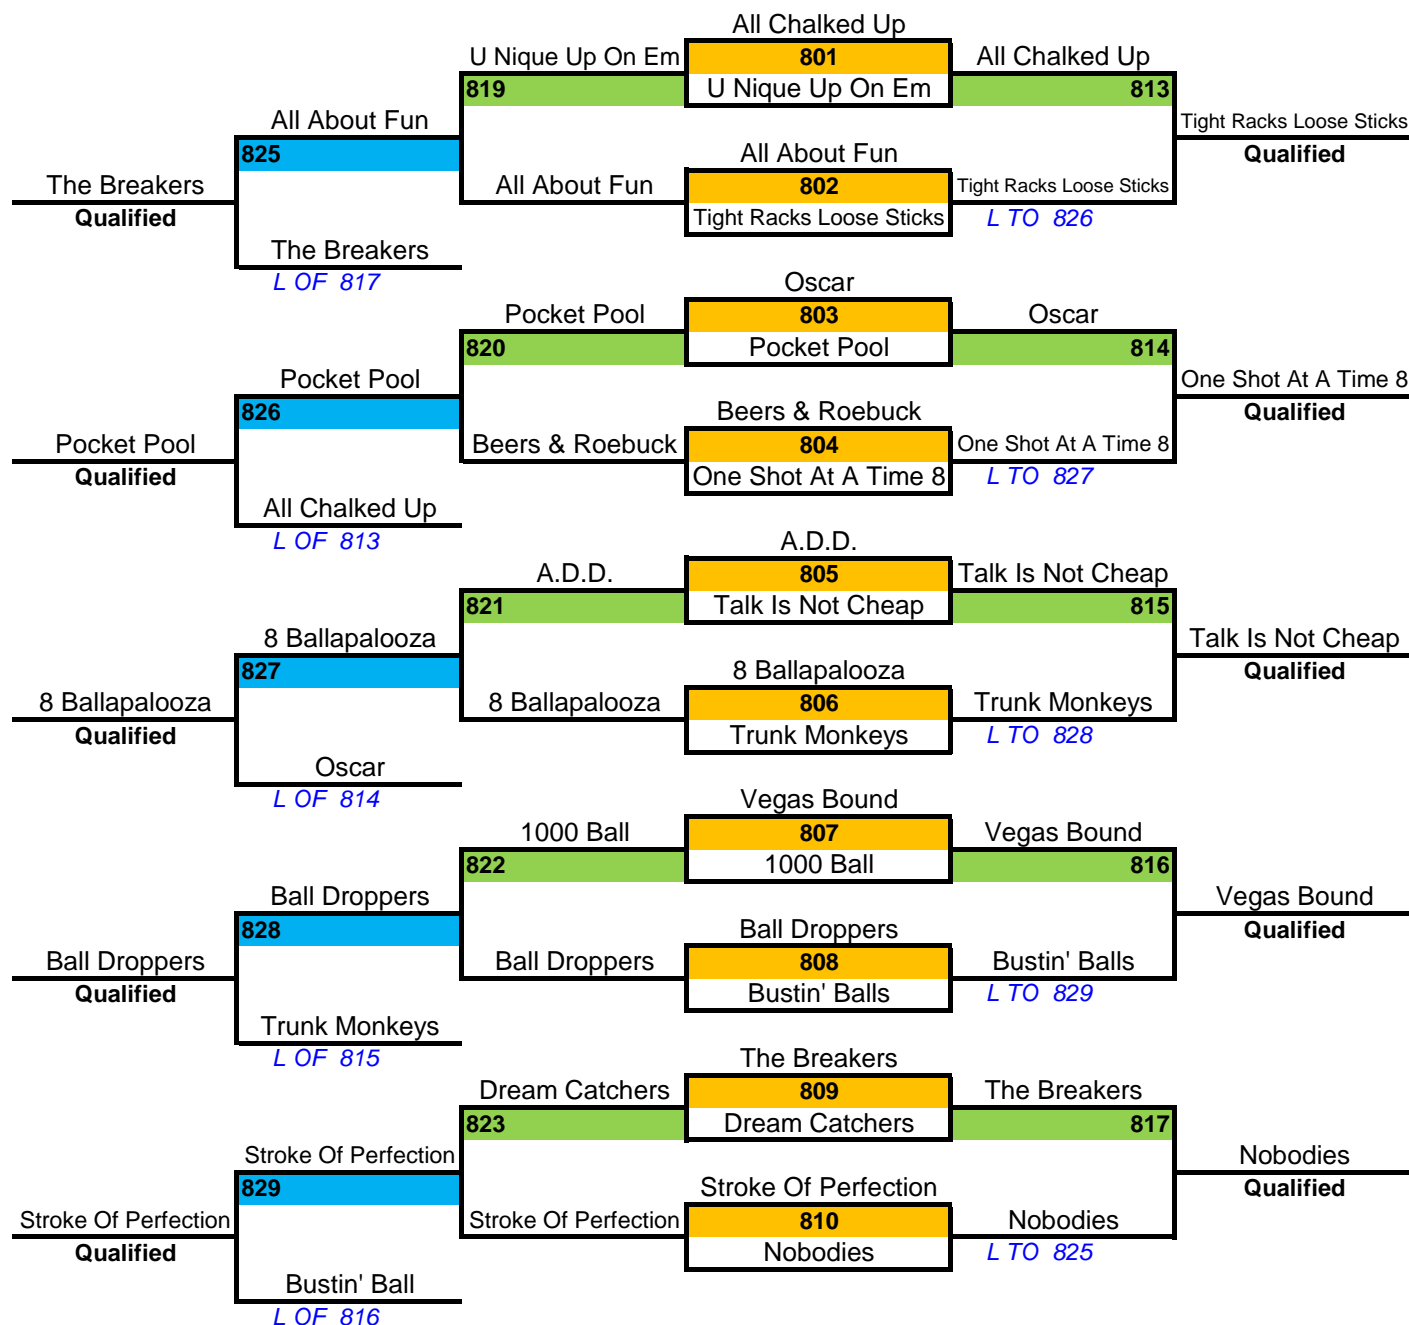 All Chalked Up
U Nique Up On Em 801 All Chalked Up
819 U Nique Up On Em 813
All About Fun Tight Racks Loose Sticks
825 All About Fun Qualified
The Breakers All About Fun 802 Tight Racks Loose Sticks
Qualified Tight Racks Loose Sticks L TO 826
The Breakers
L OF 817 Oscar
Pocket Pool 803 Oscar
820 Pocket Pool 814
Pocket Pool One Shot At A Time 8
826 Beers & Roebuck Qualified
Pocket Pool Beers & Roebuck 804 One Shot At A Time 8
Qualified One Shot At A Time 8 L TO 827
All Chalked Up
L OF 813 A.D.D.
A.D.D. 805 Talk Is Not Cheap
821 Talk Is Not Cheap 815
8 Ballapalooza Talk Is Not Cheap
827 8 Ballapalooza Qualified
8 Ballapalooza 8 Ballapalooza 806 Trunk Monkeys
Qualified Trunk Monkeys L TO 828
Oscar
L OF 814 Vegas Bound
1000 Ball 807 Vegas Bound
822 1000 Ball 816
Ball Droppers Vegas Bound
828 Ball Droppers Qualified
Ball Droppers Ball Droppers 808 Bustin' Balls
Qualified Bustin' Balls L TO 829
Trunk Monkeys
L OF 815 The Breakers
Dream Catchers 809 The Breakers
823 Dream Catchers 817
Stroke Of Perfection Nobodies
829 Stroke Of Perfection Qualified
Stroke Of Perfection Stroke Of Perfection 810 Nobodies
Qualified Nobodies L TO 825
Bustin' Ball
L OF 816